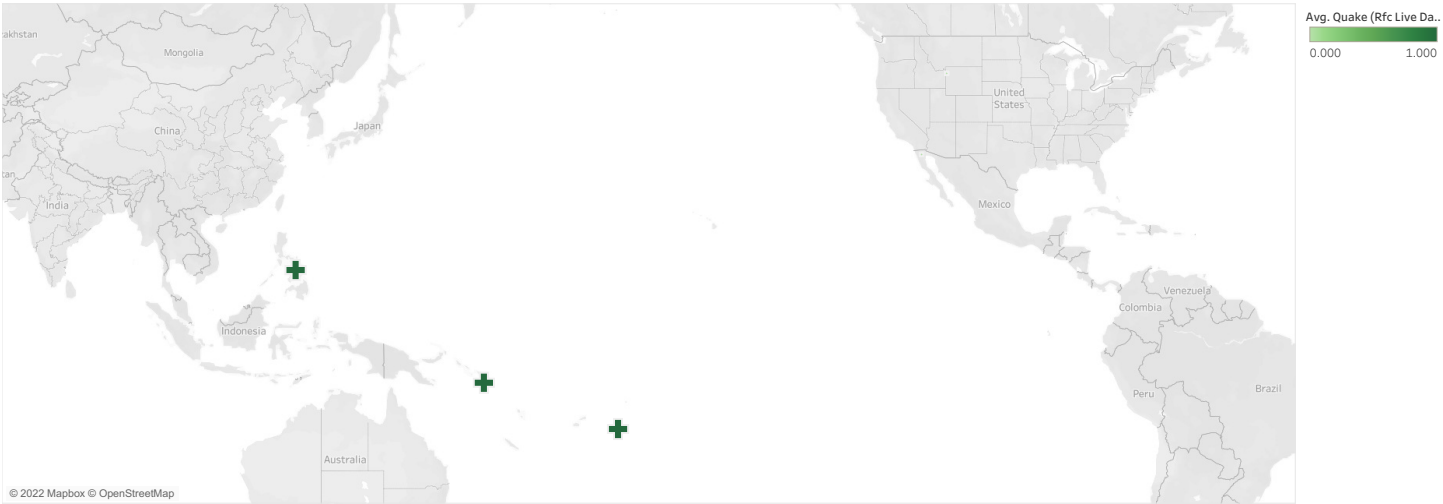 akhstan
Mongolia
China
Japan
tan
India
Indonesia
Australia
United
States
Mexico
Venezuela
Colombia
Peru
Brazil
© 2022 Mapbox © OpenStreetMap
Avg. Quake (Rfc Live Da..
0.000 1.000